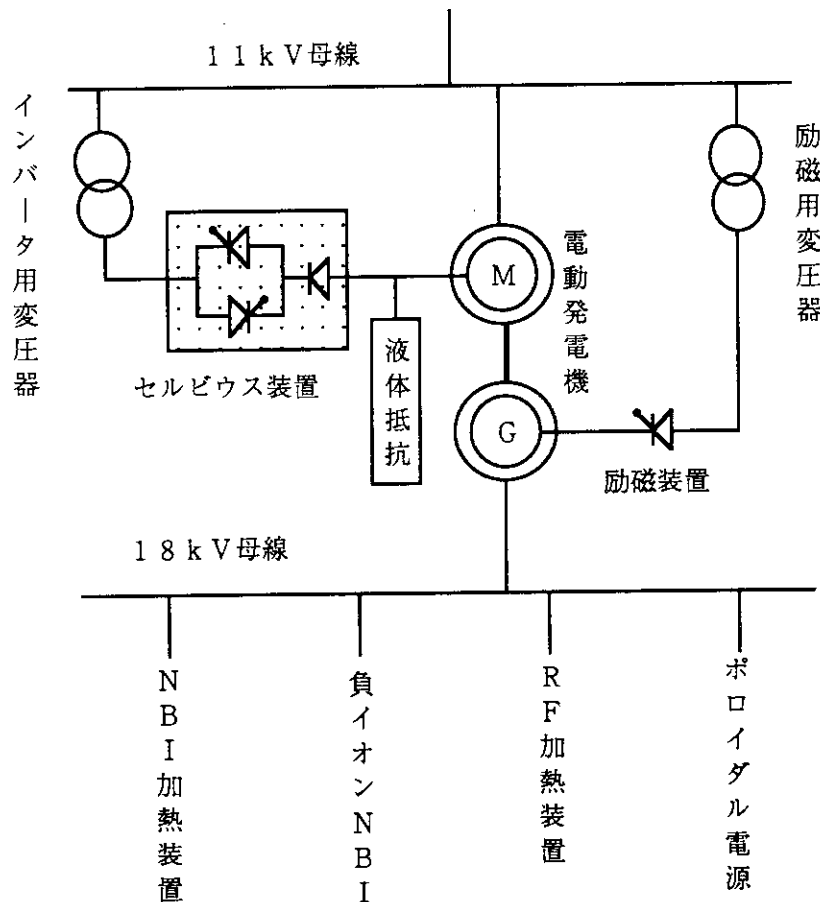 11kV母線
インバータ用変圧器
励磁用変圧器
M
電動発電機
液体抵抗
セルビウス装置
G
励磁装置
18kV母線
NBI加熱装置
負イオンNBI
RF加熱装置
ポロイダル電源